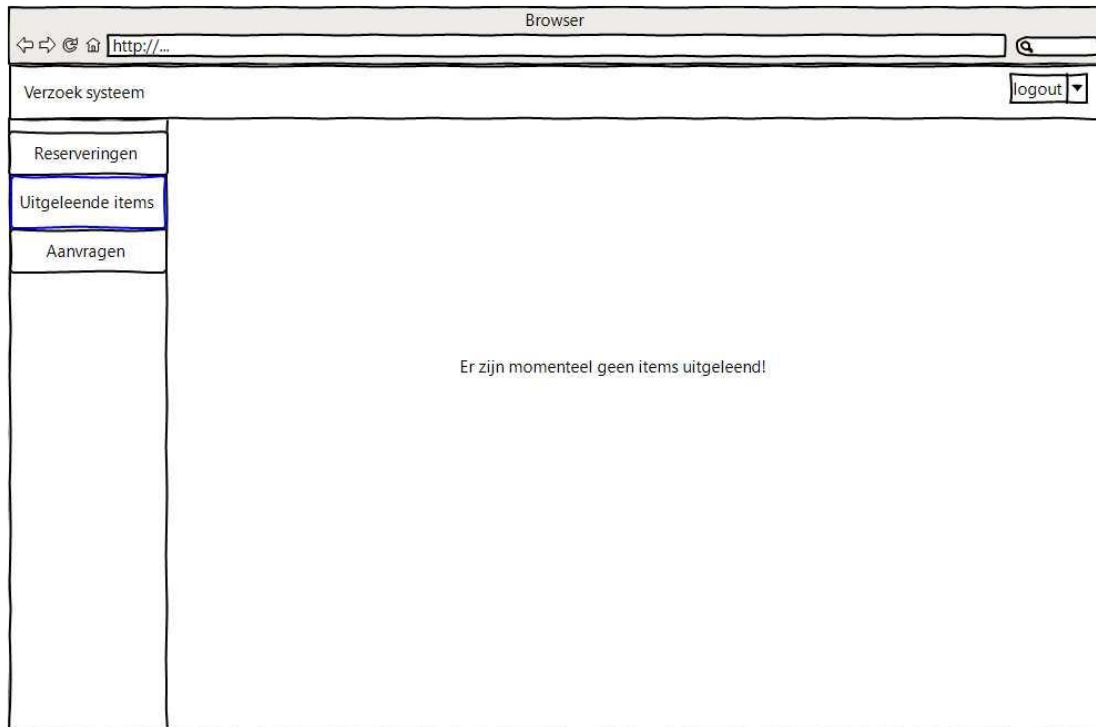 Browser
http://...
Verzoek systeem
logout
Reserveringen
Uitgeleende items
Aanvragen
Er zijn momenteel geen items uitgeleend!